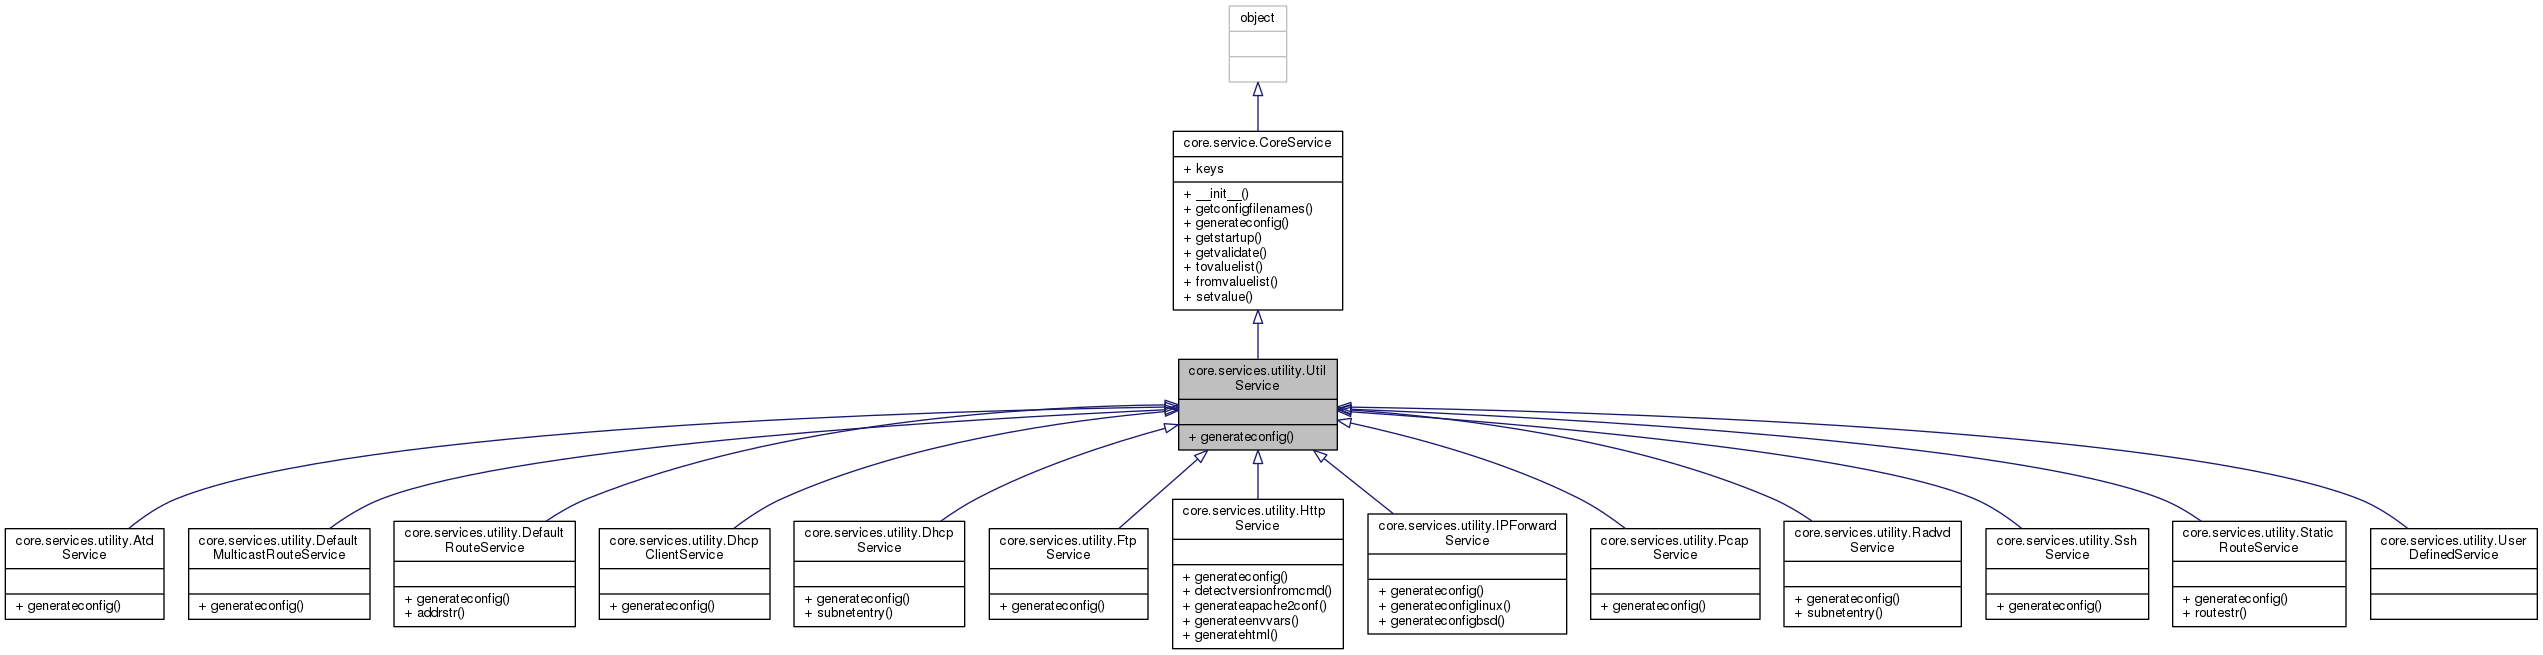 object
core.service.CoreService
+ keys
+ __init__()
+ getconfigfilenames()
+ generateconfig()
+ getstartup()
+ getvalidate()
+ tovaluelist()
+ fromvaluelist()
+ setvalue()
core.services.utility.Util
Service
+ generateconfig()
core.services.utility.Atd
Service
+ generateconfig()
core.services.utility.Default
MulticastRouteService
+ generateconfig()
core.services.utility.Default
RouteService
+ generateconfig()
+ addrstr()
core.services.utility.Dhcp
ClientService
+ generateconfig()
core.services.utility.Dhcp
Service
+ generateconfig()
+ subnetentry()
core.services.utility.Ftp
Service
+ generateconfig()
core.services.utility.Http
Service
+ generateconfig()
+ detectversionfromcmd()
+ generateapache2conf()
+ generateenvvars()
+ generatehtml()
core.services.utility.IPForward
Service
+ generateconfig()
+ generateconfiglinux()
+ generateconfigbsd()
core.services.utility.Pcap
Service
+ generateconfig()
core.services.utility.Radvd
Service
+ generateconfig()
+ subnetentry()
core.services.utility.Ssh
Service
+ generateconfig()
core.services.utility.Static
RouteService
+ generateconfig()
+ routestr()
core.services.utility.User
DefinedService